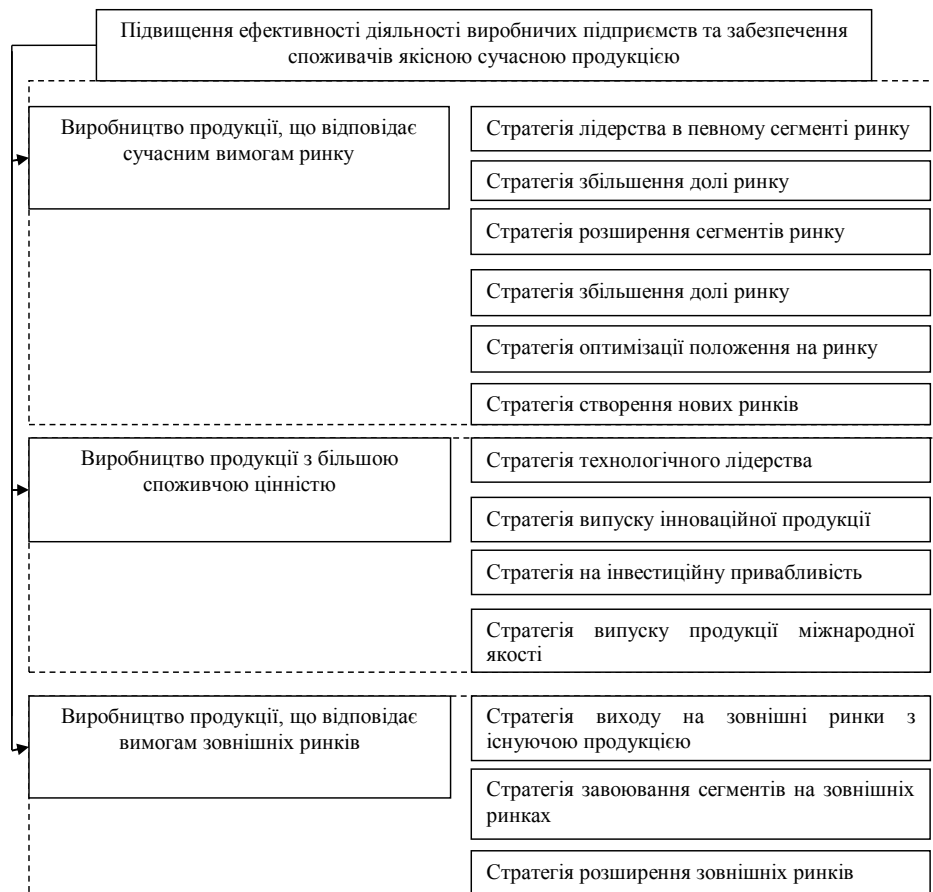 Підвищення ефективності діяльності виробничих підприємств та забезпечення
споживачів якісною сучасною продукцією
Виробництво продукції, що відповідає
сучасним вимогам ринку
Стратегія лідерства в певному сегменті ринку
Стратегія збільшення долі ринку
Стратегія розширення сегментів ринку
Стратегія збільшення долі ринку
Стратегія оптимізації положення на ринку
Стратегія створення нових ринків
Виробництво продукції з більшою
споживчою цінністю
Стратегія технологічного лідерства
Стратегія випуску інноваційної продукції
Стратегія на інвестиційну привабливість
Стратегія випуску продукції міжнародної
якості
Виробництво продукції, що відповідає
вимогам зовнішніх ринків
Стратегія виходу на зовнішні ринки з
існуючою продукцією
Стратегія завоювання сегментів на зовнішніх
ринках
Стратегія розширення зовнішніх ринків